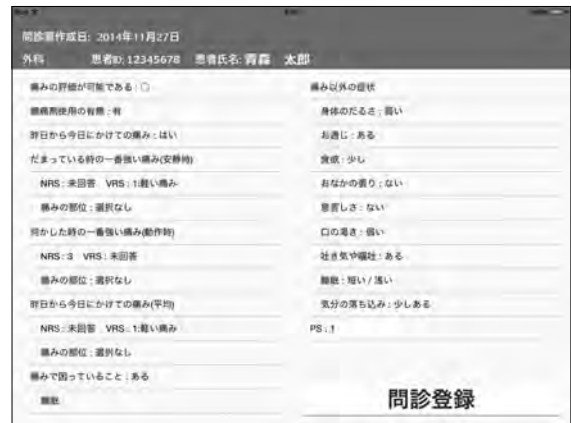 問診票作成日: 2014年11月27日
外科 患者ID: 12345678 患者氏名: 青森 太郎
痛みの評価が可能である : 〇
鎮痛剤使用の有無 : 有
昨日から今日にかけての痛み : はい
だまっている時の一番強い痛み(安静時)
NRS : 未回答 VRS : 1:軽い痛み
痛みの部位 : 選択なし
何かした時の一番強い痛み(動作時)
NRS : 3 VRS : 未回答
痛みの部位 : 選択なし
昨日から今日にかけての痛み(平均)
NRS : 未回答 VRS : 1:軽い痛み
痛みの部位 : 選択なし
痛みで困っていること : ある
睡眠
痛み以外の症状
身体のだるさ : 弱い
お通じ : ある
食欲 : 少し
おなかの張り : ない
息苦しさ : ない
口の渇き : 弱い
吐き気や嘔吐 : ある
睡眠 : 短い / 浅い
気分の落ち込み : 少しある
PS : 1
問診登録